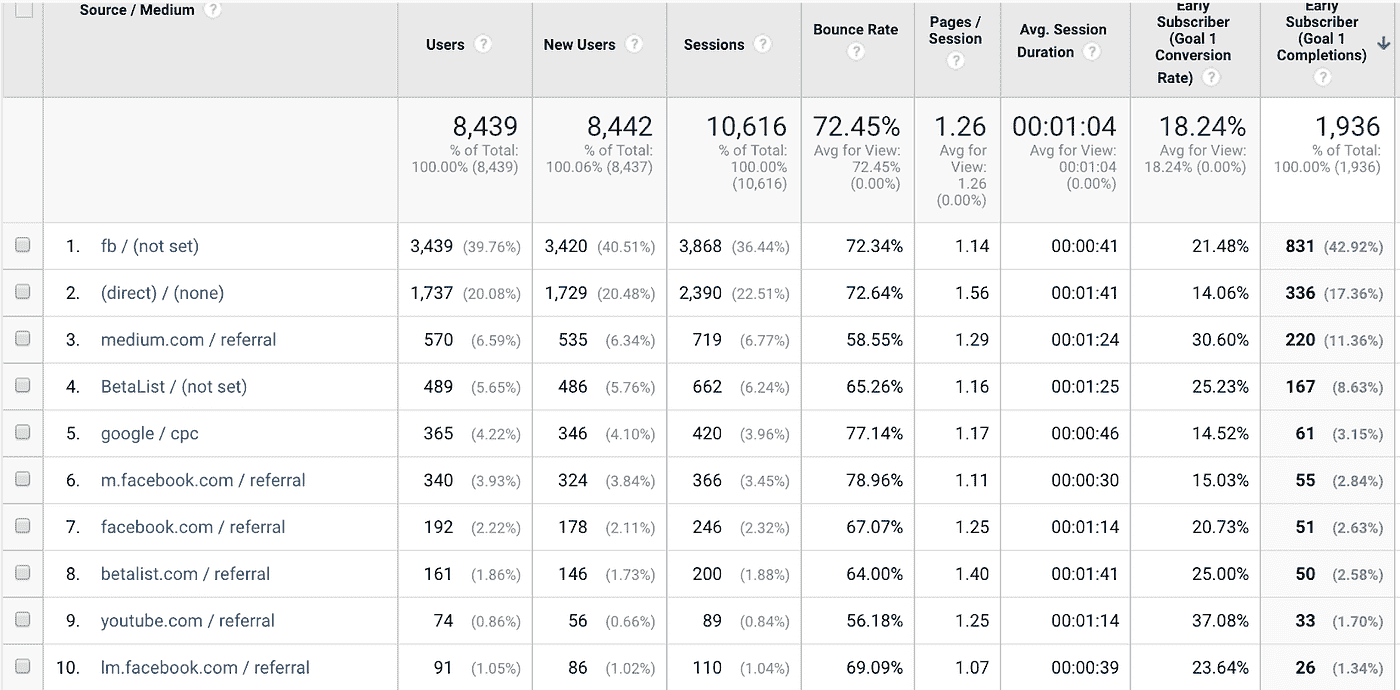 Source / Medium ?
Users ?
New Users ?
Sessions ?
Bounce Rate
?
Pages /
Session
?
Avg. Session
Duration ?
Early
Subscriber
(Goal 1
Conversion
Rate) ?
Early
Subscriber
(Goal 1
Completions)
?
8,439
% of Total:
100.00% (8,439)
8,442
% of Total:
100.06% (8,437)
10,616
% of Total:
100.00%
(10,616)
72.45%
Avg for View:
72.45%
(0.00%)
1.26
Avg for
View:
1.26
(0.00%)
00:01:04
Avg for View:
00:01:04
(0.00%)
18.24%
Avg for View:
18.24% (0.00%)
1,936
% of Total:
100.00% (1,936)
1. fb / (not set) 3,439 (39.76%) 3,420 (40.51%) 3,868 (36.44%) 72.34% 1.14 00:00:41 21.48% 831 (42.92%)
2. (direct) / (none) 1,737 (20.08%) 1,729 (20.48%) 2,390 (22.51%) 72.64% 1.56 00:01:41 14.06% 336 (17.36%)
3. medium.com / referral 570 (6.59%) 535 (6.34%) 719 (6.77%) 58.55% 1.29 00:01:24 30.60% 220 (11.36%)
4. BetaList / (not set) 489 (5.65%) 486 (5.76%) 662 (6.24%) 65.26% 1.16 00:01:25 25.23% 167 (8.63%)
5. google / cpc 365 (4.22%) 346 (4.10%) 420 (3.96%) 77.14% 1.17 00:00:46 14.52% 61 (3.15%)
6. m.facebook.com / referral 340 (3.93%) 324 (3.84%) 366 (3.45%) 78.96% 1.11 00:00:30 15.03% 55 (2.84%)
7. facebook.com / referral 192 (2.22%) 178 (2.11%) 246 (2.32%) 67.07% 1.25 00:01:14 20.73% 51 (2.63%)
8. betalist.com / referral 161 (1.86%) 146 (1.73%) 200 (1.88%) 64.00% 1.40 00:01:41 25.00% 50 (2.58%)
9. youtube.com / referral 74 (0.86%) 56 (0.66%) 89 (0.84%) 56.18% 1.25 00:01:14 37.08% 33 (1.70%)
10. lm.facebook.com / referral 91 (1.05%) 86 (1.02%) 110 (1.04%) 69.09% 1.07 00:00:39 23.64% 26 (1.34%)